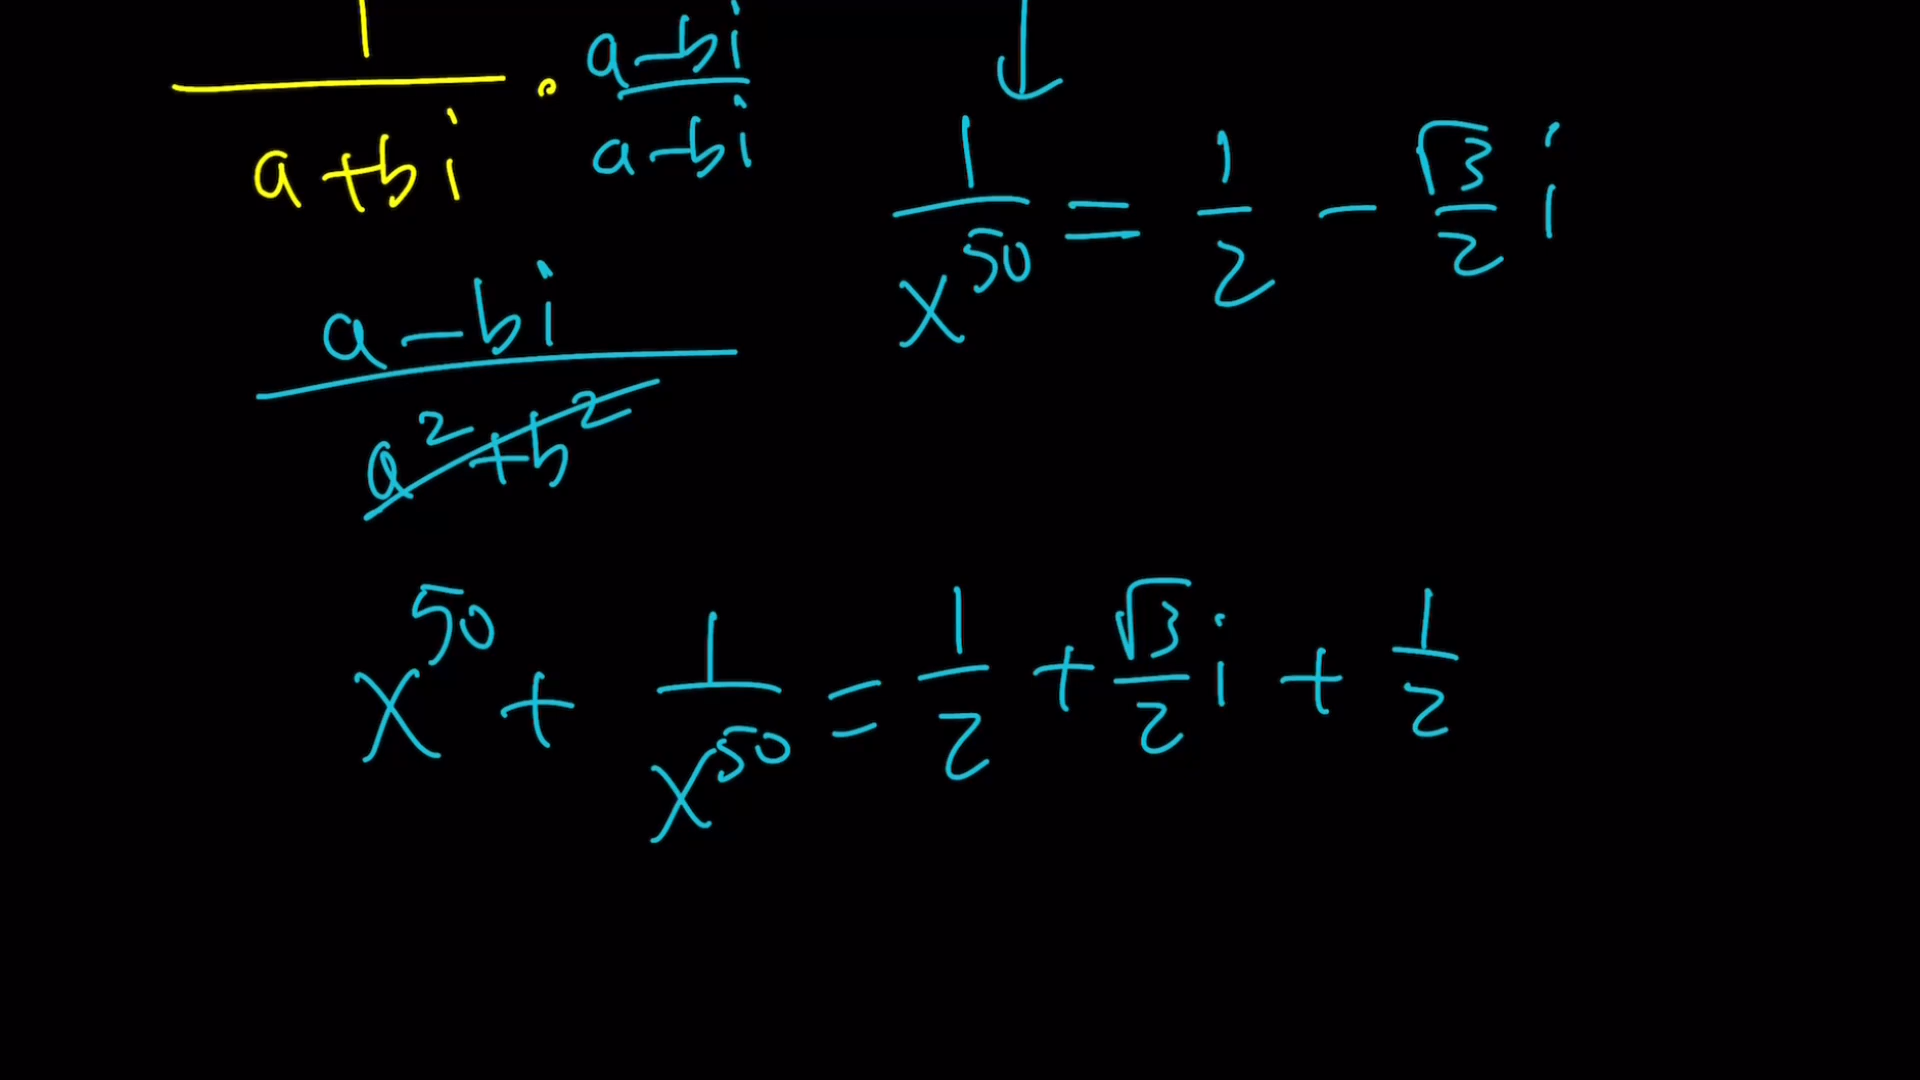 1/(a+bi) · (a-bi)/(a-bi)
1/x^50 = 1/2 - √3/2 i
(a-bi)/(a²+b²)
x^50 + 1/x^50 = 1/2 + √3/2 i + 1/2